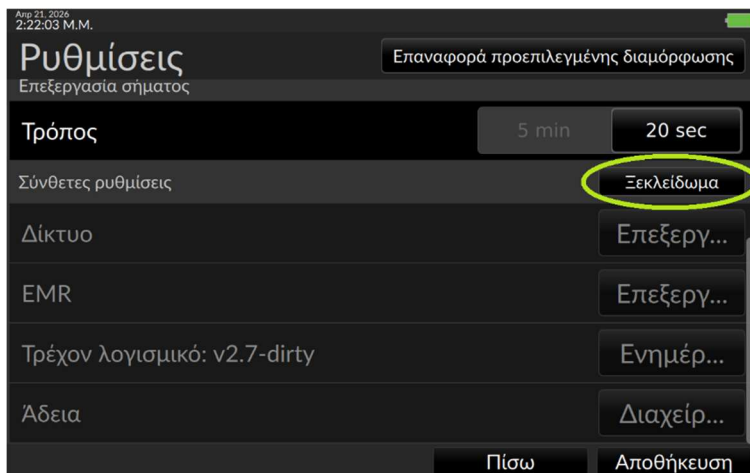 Απρ 21, 2026
2:22:03 Μ.Μ.
Ρυθμίσεις
Επαναφορά προεπιλεγμένης διαμόρφωσης
Επεξεργασία σήματος
Τρόπος
5 min
20 sec
Σύνθετες ρυθμίσεις
Ξεκλείδωμα
Δίκτυο
Επεξεργ...
EMR
Επεξεργ...
Τρέχον λογισμικό: v2.7-dirty
Ενημέρ...
Άδεια
Διαχείρ...
Πίσω
Αποθήκευση